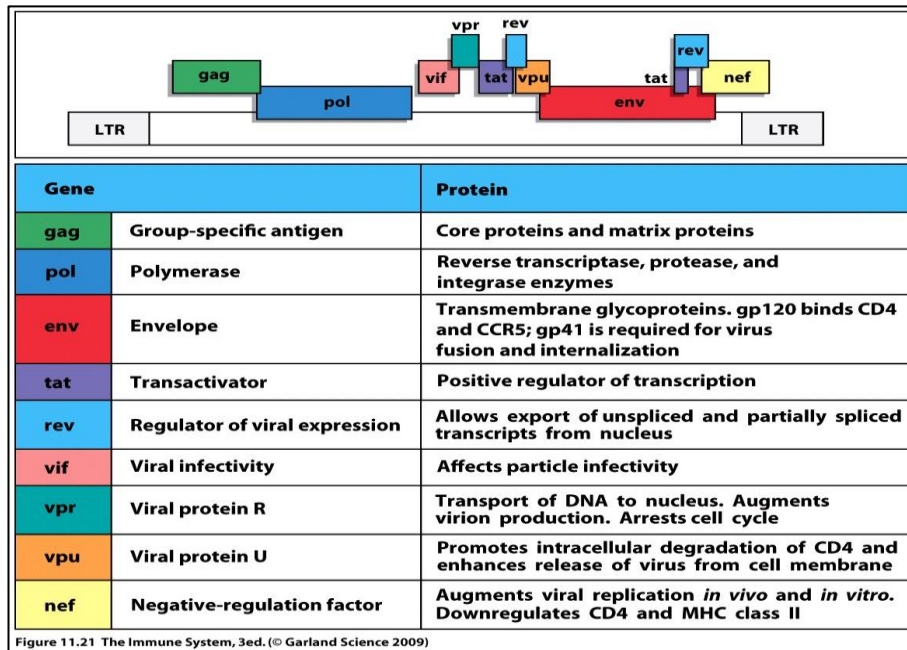 vpr
rev
gag
vif
tat
vpu
tat
rev
nef
pol
env
LTR
LTR
Gene
Protein
gag
Group-specific antigen
Core proteins and matrix proteins
pol
Polymerase
Reverse transcriptase, protease, and
integrase enzymes
env
Envelope
Transmembrane glycoproteins. gp120 binds CD4
and CCR5; gp41 is required for virus
fusion and internalization
tat
Transactivator
Positive regulator of transcription
rev
Regulator of viral expression
Allows export of unspliced and partially spliced
transcripts from nucleus
vif
Viral infectivity
Affects particle infectivity
vpr
Viral protein R
Transport of DNA to nucleus. Augments
virion production. Arrests cell cycle
vpu
Viral protein U
Promotes intracellular degradation of CD4 and
enhances release of virus from cell membrane
nef
Negative-regulation factor
Augments viral replication in vivo and in vitro.
Downregulates CD4 and MHC class II
Figure 11.21 The Immune System, 3ed. (© Garland Science 2009)